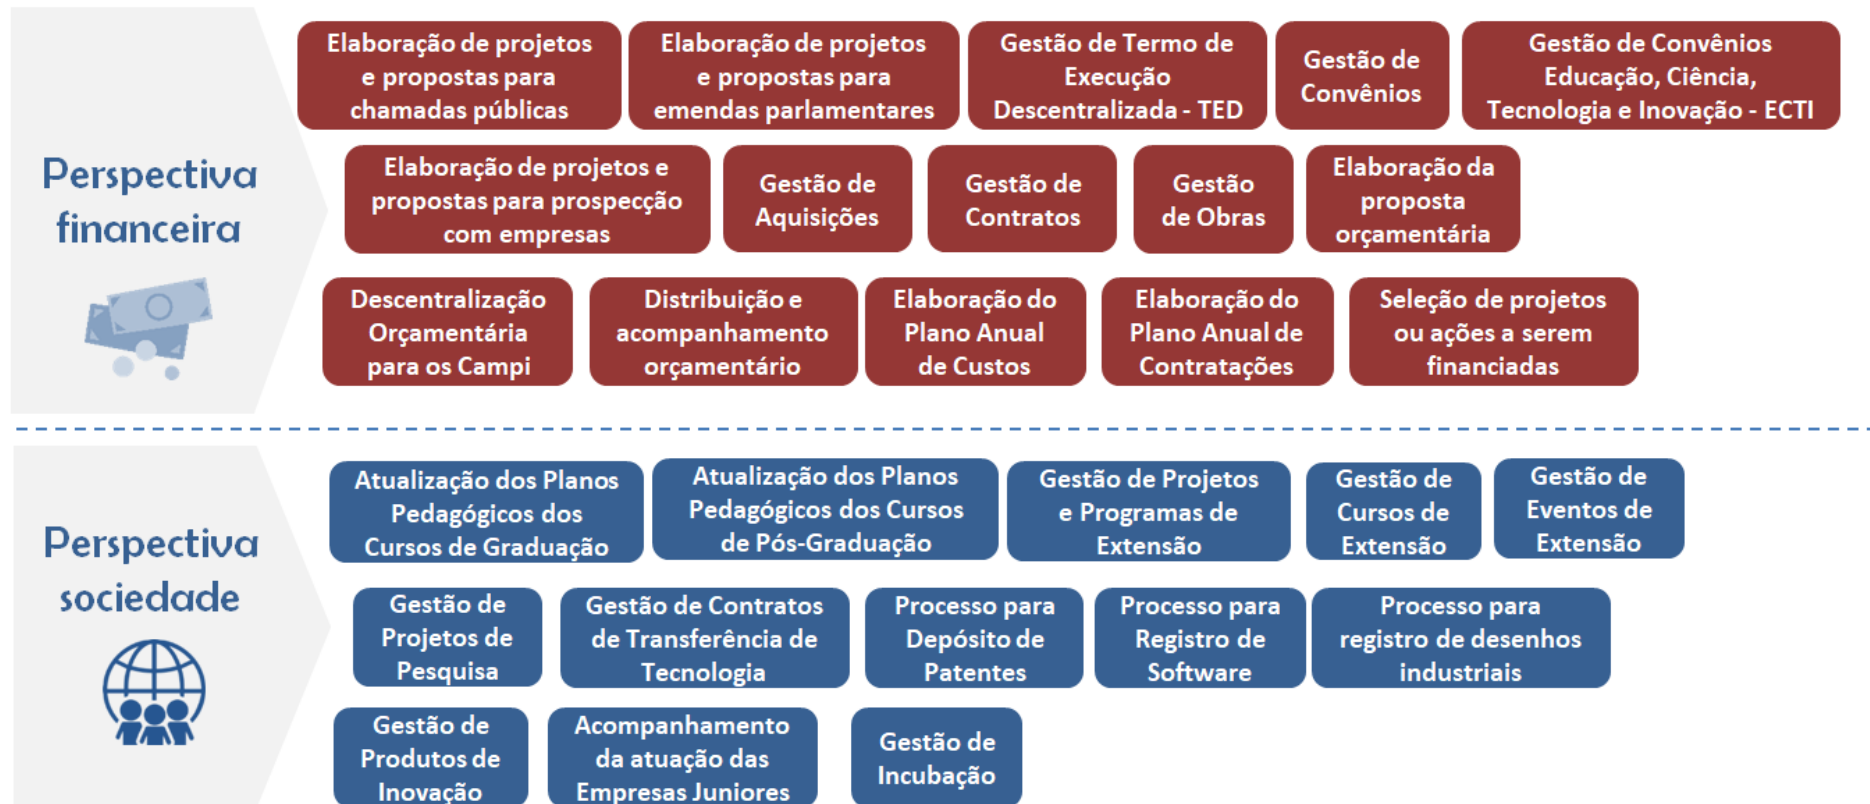 Perspectiva
financeira
Elaboração de projetos
e propostas para
chamadas públicas
Elaboração de projetos
e propostas para
emendas parlamentares
Gestão de Termo de
Execução
Descentralizada - TED
Gestão de
Convênios
Gestão de Convênios
Educação, Ciência,
Tecnologia e Inovação - ECTI
Elaboração de projetos e
propostas para prospecção
com empresas
Gestão de
Aquisições
Gestão de
Contratos
Gestão
de Obras
Elaboração da
proposta
orçamentária
Descentralização
Orçamentária
para os Campi
Distribuição e
acompanhamento
orçamentário
Elaboração do
Plano Anual
de Custos
Elaboração do
Plano Anual de
Contratações
Seleção de projetos
ou ações a serem
financiadas
Perspectiva
sociedade
Atualização dos Planos
Pedagógicos dos
Cursos de Graduação
Atualização dos Planos
Pedagógicos dos Cursos
de Pós-Graduação
Gestão de Projetos
e Programas de
Extensão
Gestão de
Cursos de
Extensão
Gestão de
Eventos de
Extensão
Gestão de
Projetos de
Pesquisa
Gestão de Contratos
de Transferência de
Tecnologia
Processo para
Depósito de
Patentes
Processo para
Registro de
Software
Processo para
registro de desenhos
industriais
Gestão de
Produtos de
Inovação
Acompanhamento
da atuação das
Empresas Juniores
Gestão de
Incubação